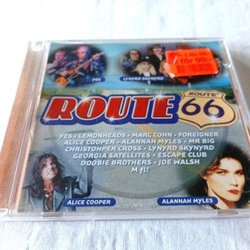 YES
LYNYRD SKYNYRD
ROUTE
ROUTE
66
YES • LEMONHEADS • MARC COHN • FOREIGNER
ALICE COOPER • ALANNAH MYLES • MR BIG
CHRISTOPHER CROSS • LYNYRD SKYNYRD
GEORGIA SATELLITES • ESCAPE CLUB
DOOBIE BROTHERS • JOE WALSH
M fl!
ALICE COOPER
ALANNAH MYLES